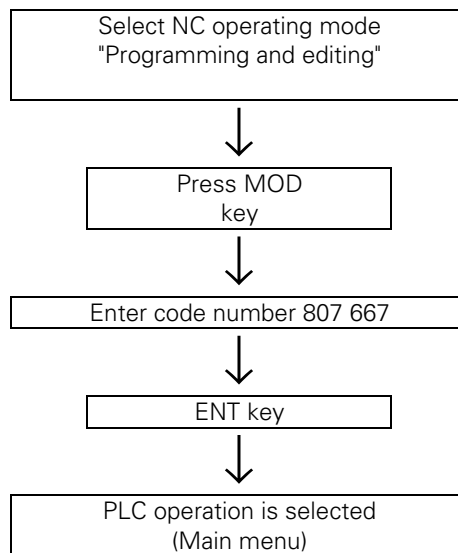 Select NC operating mode
"Programming and editing"
Press MOD
key
Enter code number 807 667
ENT key
PLC operation is selected
(Main menu)